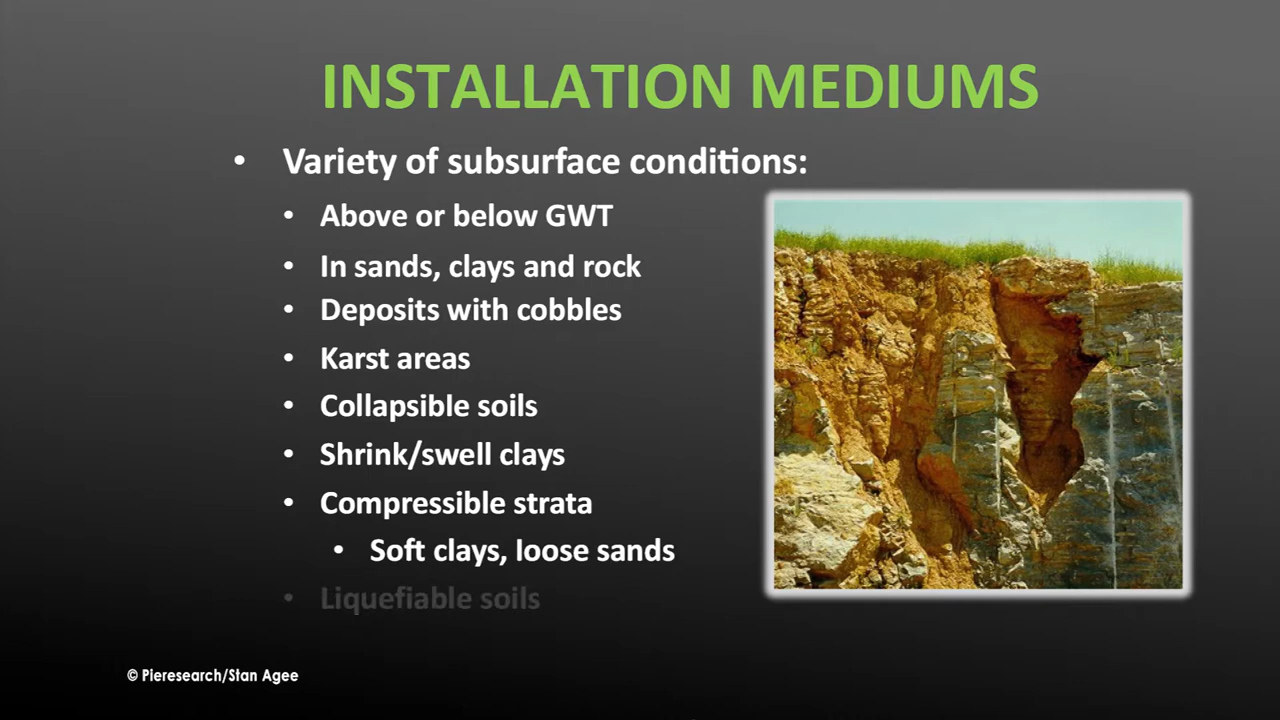 INSTALLATION MEDIUMS
• Variety of subsurface conditions:
• Above or below GWT
• In sands, clays and rock
• Deposits with cobbles
• Karst areas
• Collapsible soils
• Shrink/swell clays
• Compressible strata
• Soft clays, loose sands
• Liquefiable soils
© Pieresearch/Stan Agee